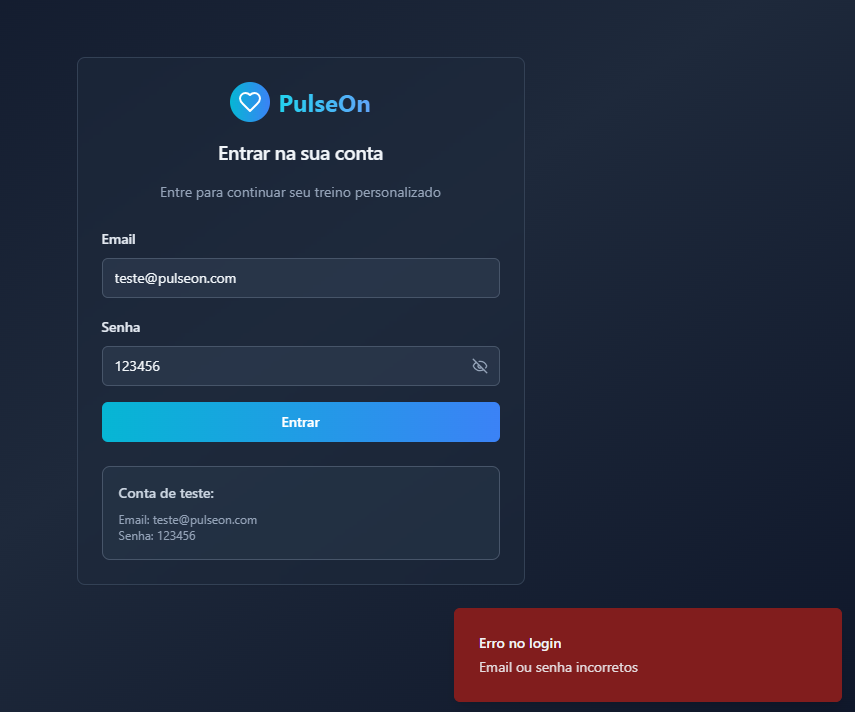 PulseOn
Entrar na sua conta
Entre para continuar seu treino personalizado
Email
teste@pulseon.com
Senha
123456
Entrar
Conta de teste:
Email: teste@pulseon.com
Senha: 123456
Erro no login
Email ou senha incorretos